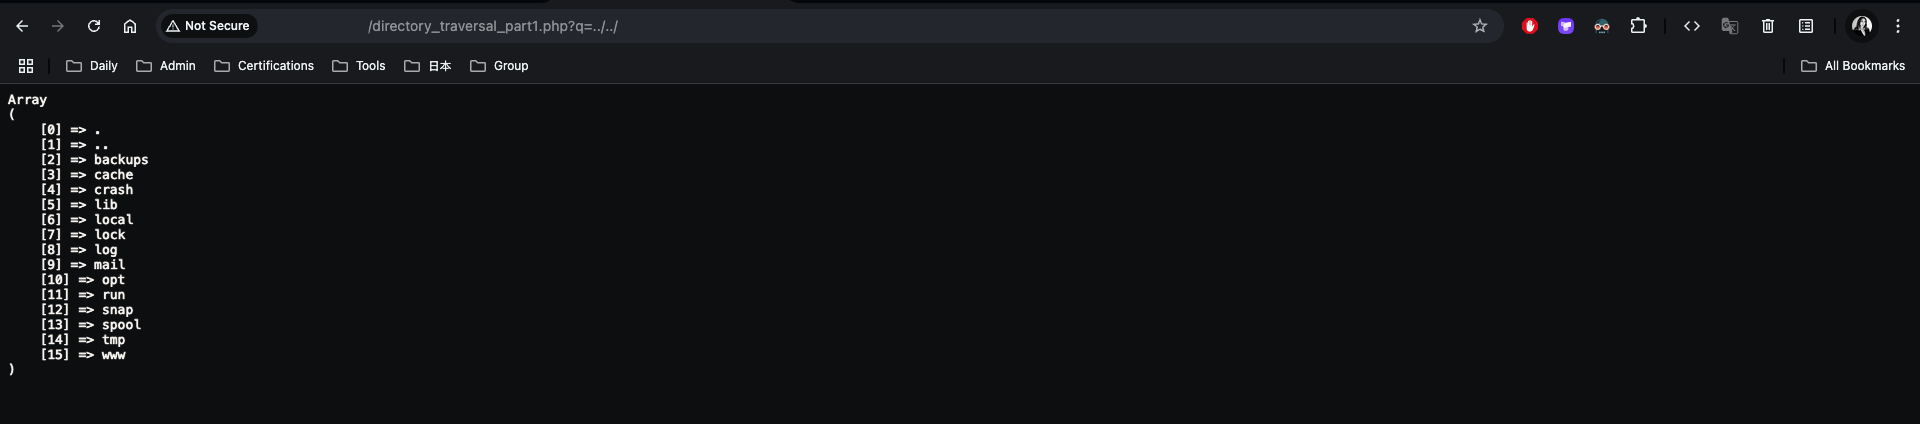 Not Secure /directory_traversal_part1.php?q=../../
Daily Admin Certifications Tools 日本 Group All Bookmarks
Array
(
    [0] => .
    [1] => ..
    [2] => backups
    [3] => cache
    [4] => crash
    [5] => lib
    [6] => local
    [7] => lock
    [8] => log
    [9] => mail
    [10] => opt
    [11] => run
    [12] => snap
    [13] => spool
    [14] => tmp
    [15] => www
)